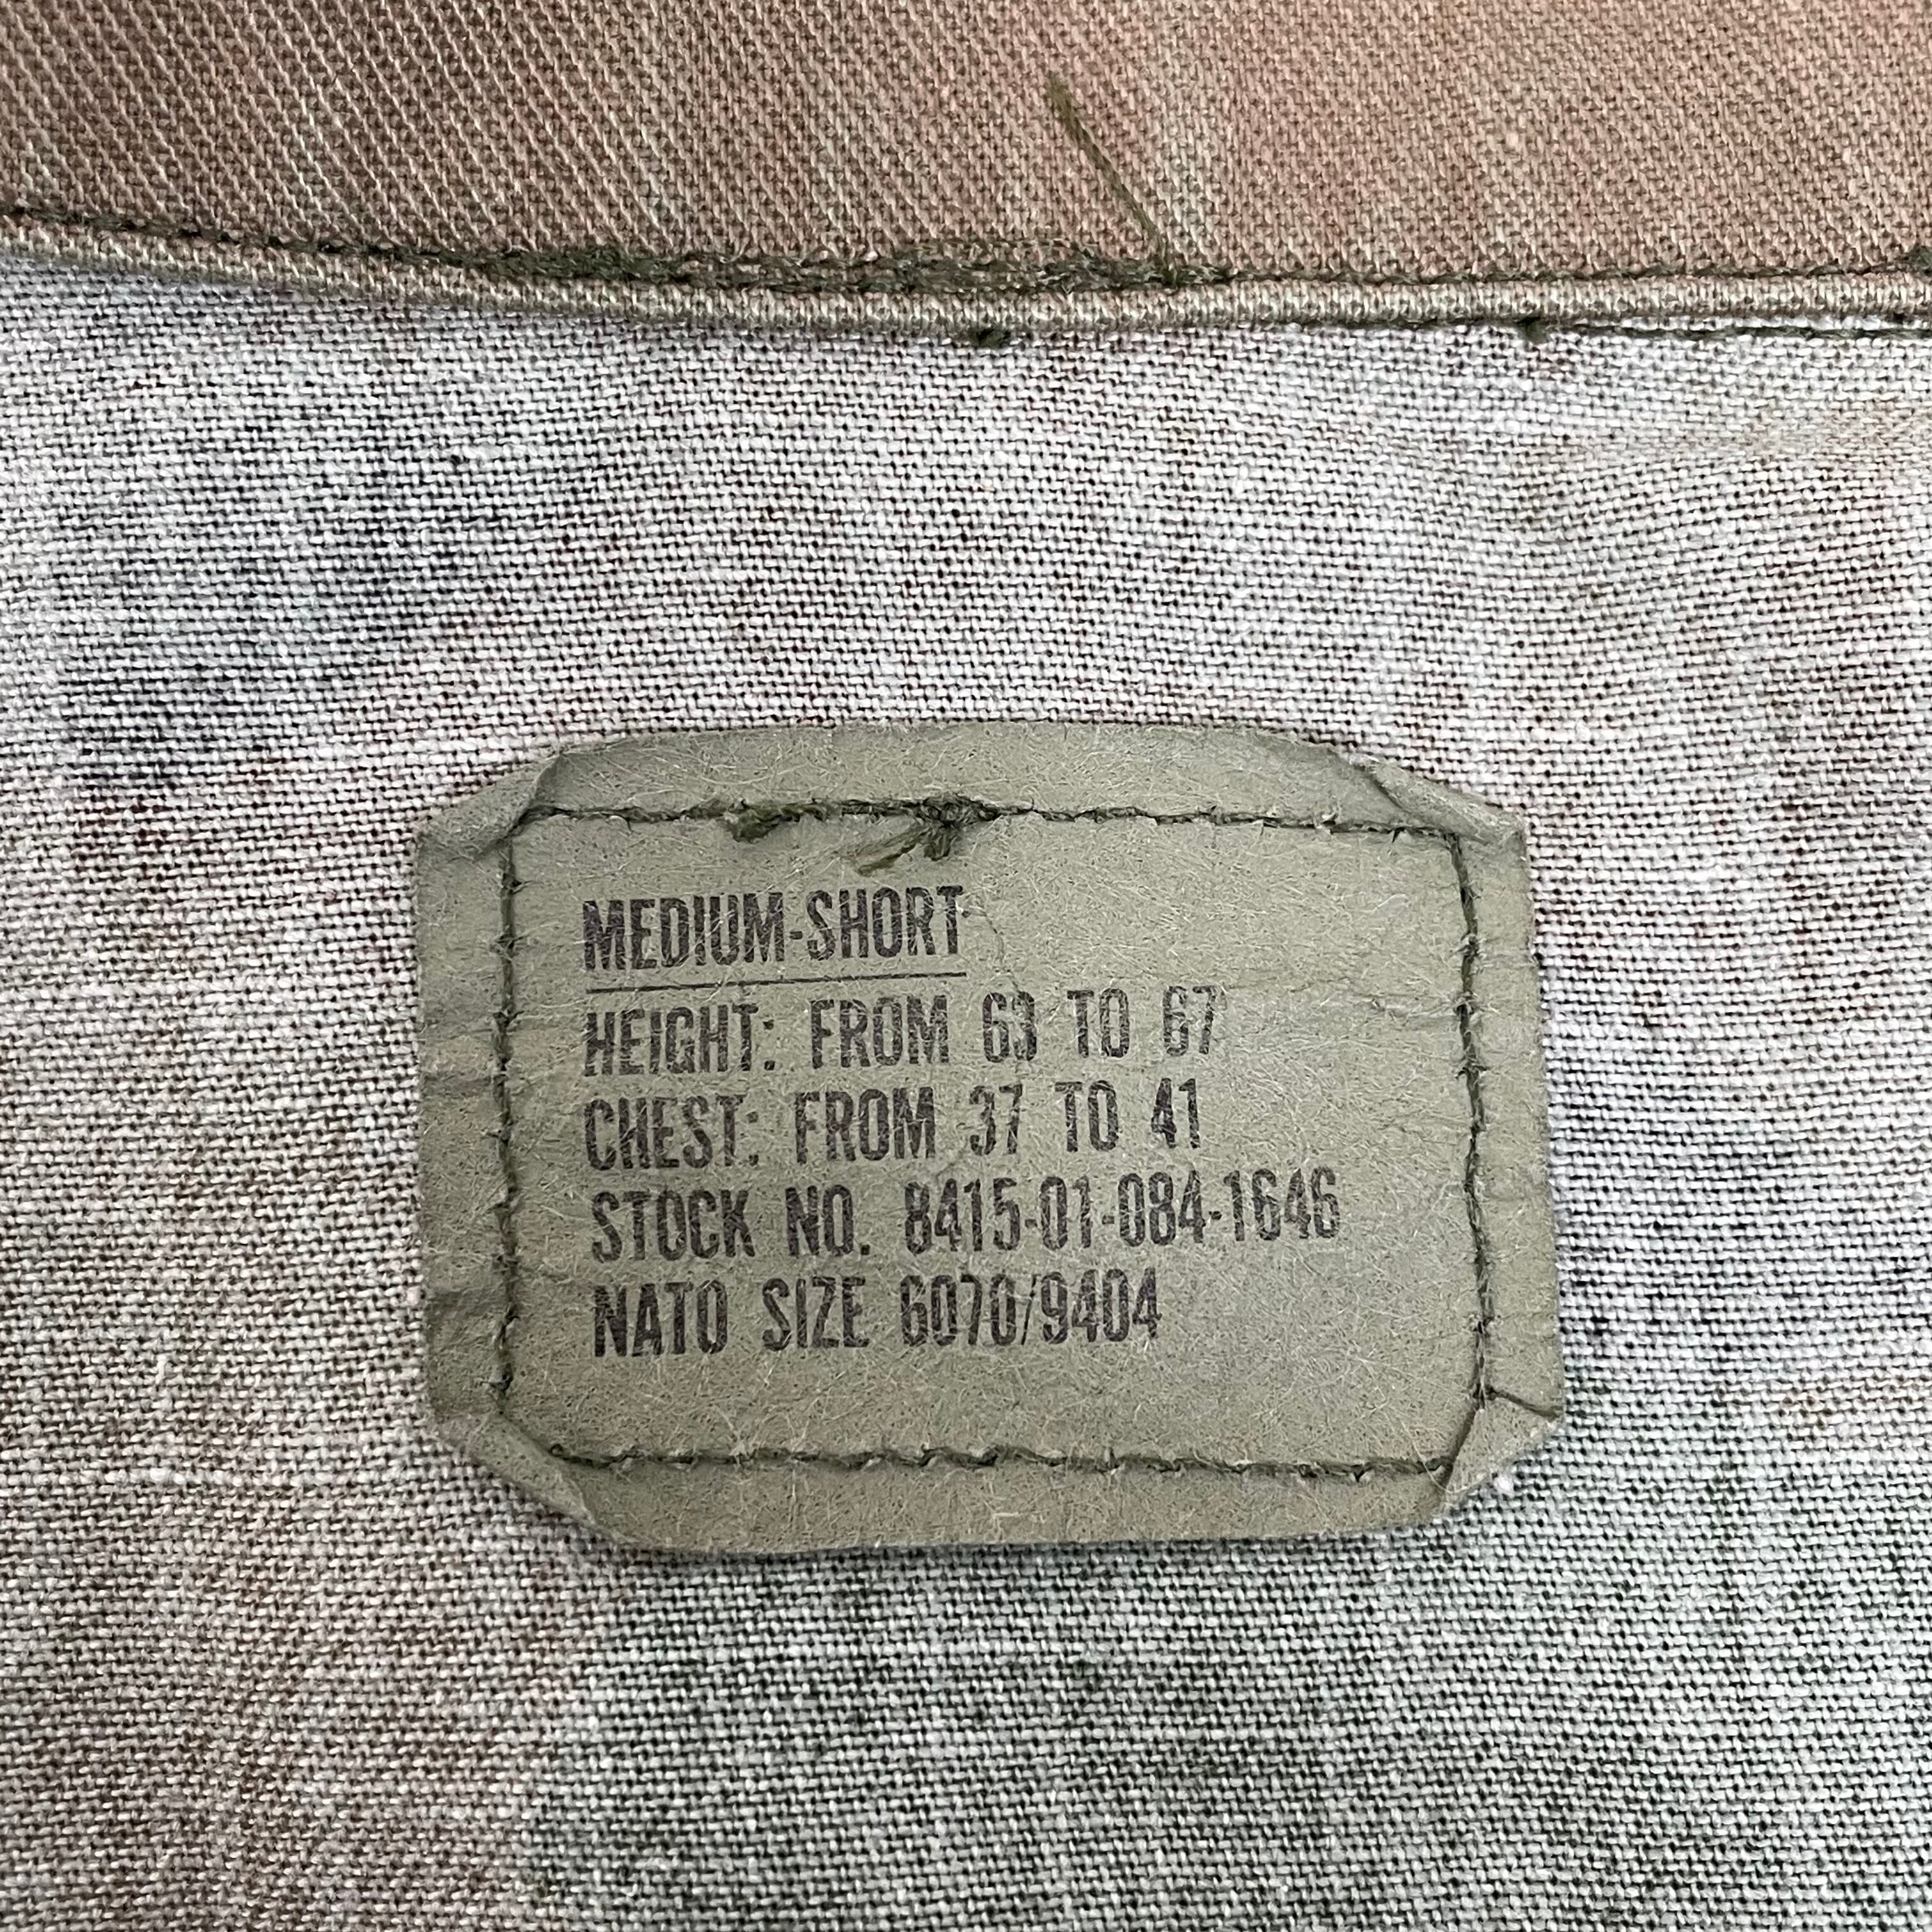 MEDIUM-SHORT
HEIGHT: FROM 63 TO 67
CHEST: FROM 37 TO 41
STOCK NO. 8415-01-084-1646
NATO SIZE 6070/9404